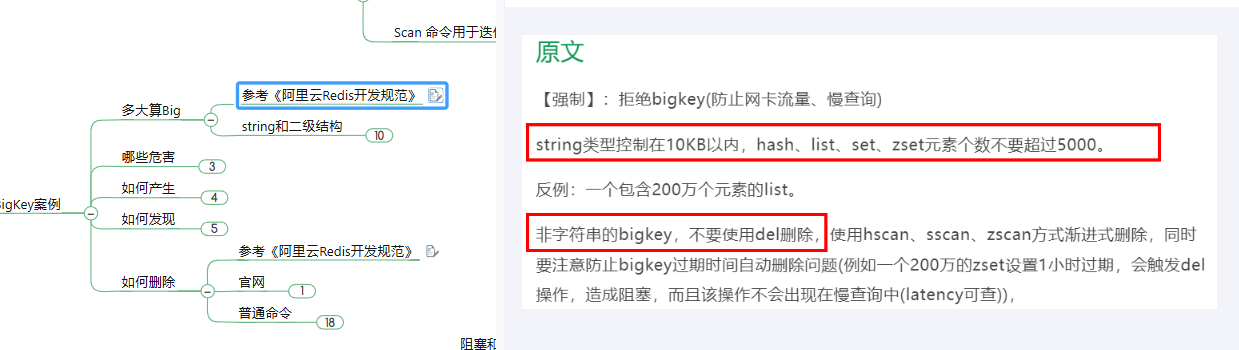 Scan 命令用于迭代
参考《阿里云Redis开发规范》
多大算Big
string和二级结构
10
哪些危害
3
如何产生
4
BigKey案例
如何发现
5
参考《阿里云Redis开发规范》
如何删除
官网
1
普通命令
18
阻塞和
原文
【强制】：拒绝bigkey(防止网卡流量、慢查询)
string类型控制在10KB以内，hash、list、set、zset元素个数不要超过5000。
反例：一个包含200万个元素的list。
非字符串的bigkey，不要使用del删除，使用hscan、sscan、zscan方式渐进式删除，同时
要注意防止bigkey过期时间自动删除问题(例如一个200万的zset设置1小时过期，会触发del
操作，造成阻塞，而且该操作不会出现在慢查询中(latency可查))，